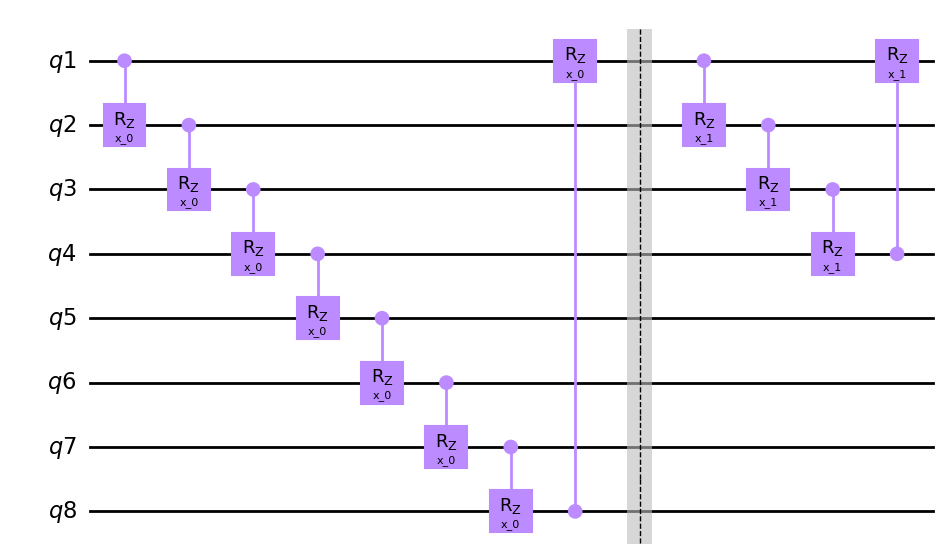 q1 R_Z x_0 R_Z x_1
q2 R_Z x_0 R_Z x_1
q3 R_Z x_0 R_Z x_1
q4 R_Z x_0 R_Z x_1
q5 R_Z x_0
q6 R_Z x_0
q7 R_Z x_0
q8 R_Z x_0